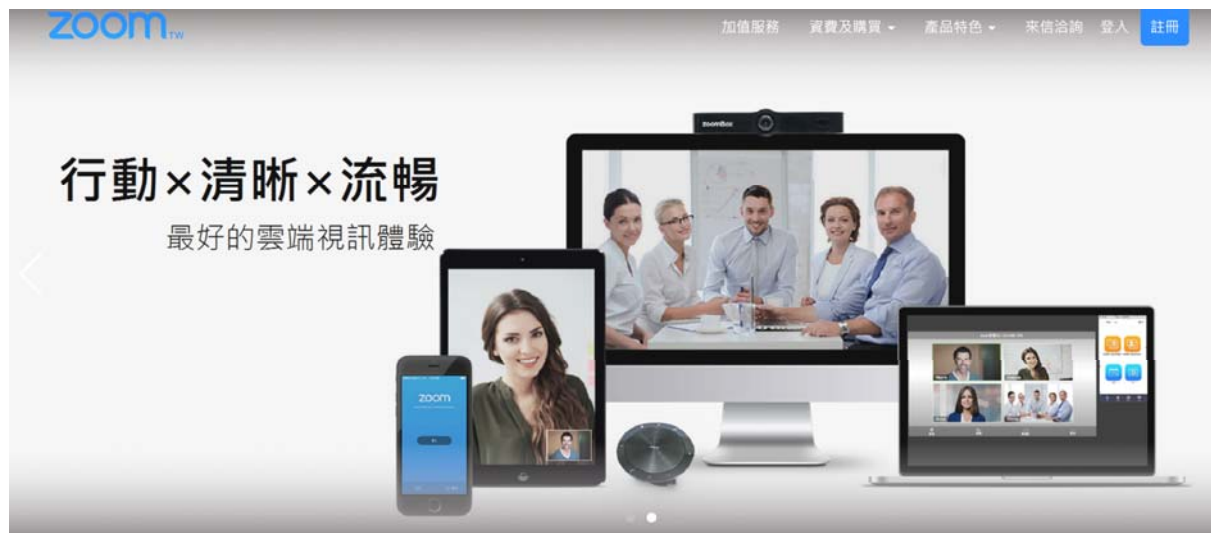 zoom TW
加值服務 資費及購買 產品特色 來信洽詢 登入 註冊
行動×清晰×流暢
最好的雲端視訊體驗
zoomBox
zoom